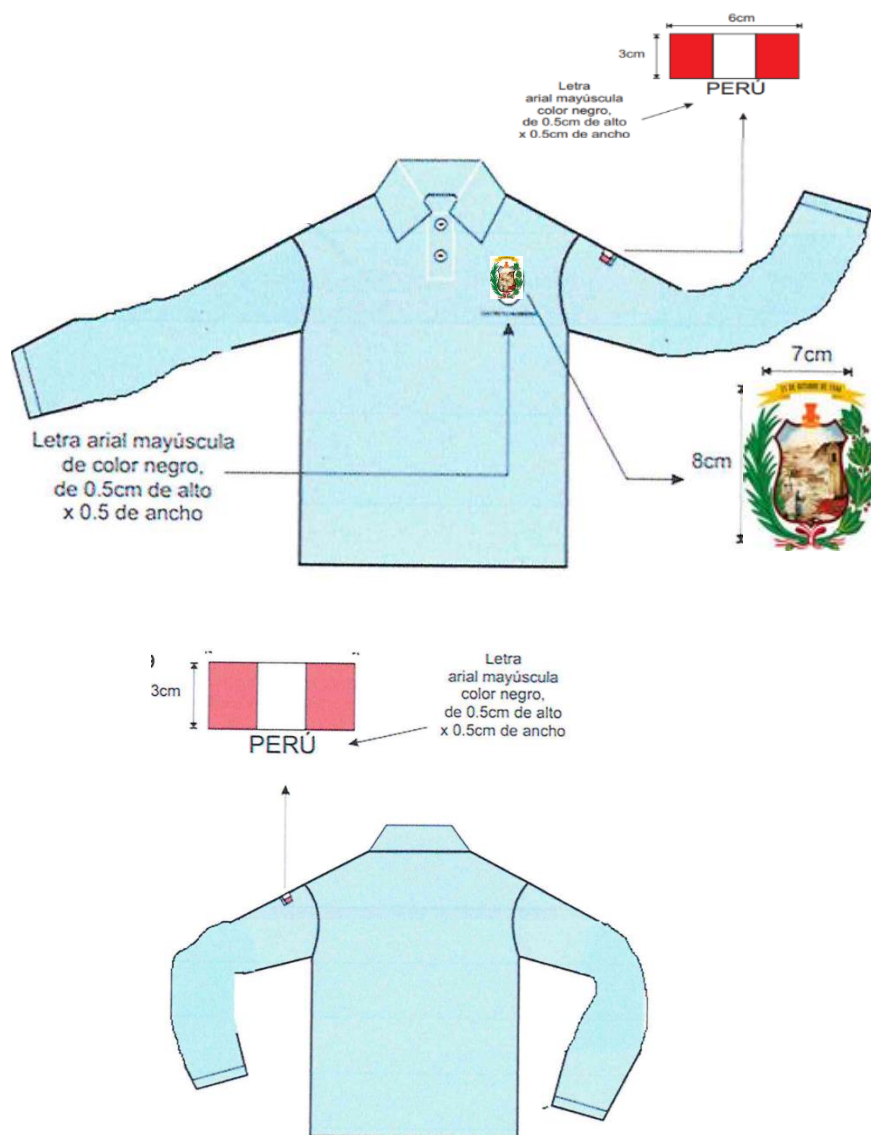 6cm
3cm
PERÚ
Letra
arial mayúscula
color negro,
de 0.5cm de alto
x 0.5cm de ancho
7cm
8cm
Letra arial mayúscula
de color negro,
de 0.5cm de alto
x 0.5 de ancho
3cm
PERÚ
Letra
arial mayúscula
color negro,
de 0.5cm de alto
x 0.5cm de ancho